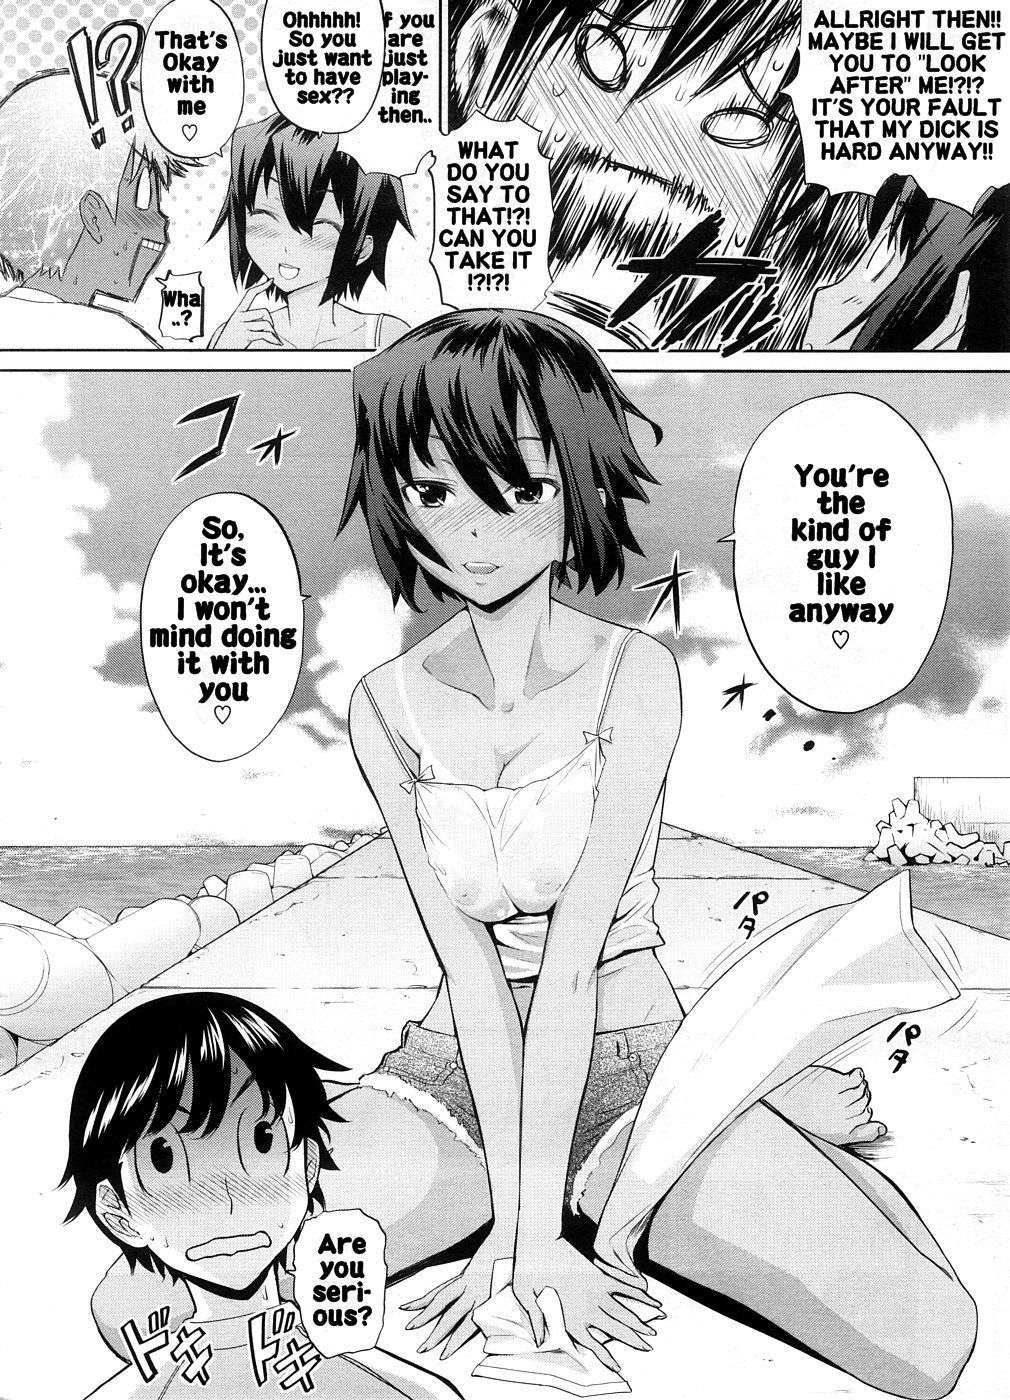 ALLRIGHT THEN!!
MAYBE I WILL GET
YOU TO "LOOK
AFTER" ME!?!?
IT'S YOUR FAULT
THAT MY DICK IS
HARD ANYWAY!!
WHAT
DO YOU
SAY TO
THAT!?!
CAN YOU
TAKE IT
!?!?!
ガッ
f you
are
just
play-
ing
then..
Ohhhhh!
So you
just want
to have
sex??
That's
Okay
with
me
♡
!?
Wha
..?
You're
the
kind of
guy I
like
anyway
♡
コォ
So,
It's
okay...
I won't
mind doing
it with
you
♡
パタ
パタ
Are
you
seri-
ous?
ドキ
ドキ